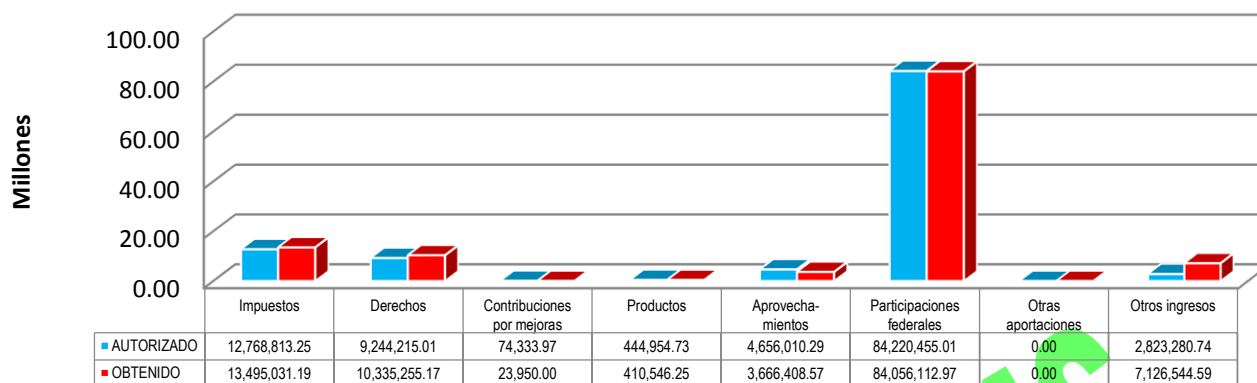 Millones
100.00
80.00
60.00
40.00
20.00
0.00
Impuestos Derechos Contribuciones por mejoras Productos Aprovecha- mientos Participaciones federales Otras aportaciones Otros ingresos
AUTORIZADO 12,768,813.25 9,244,215.01 74,333.97 444,954.73 4,656,010.29 84,220,455.01 0.00 2,823,280.74
OBTENIDO 13,495,031.19 10,335,255.17 23,950.00 410,546.25 3,666,408.57 84,056,112.97 0.00 7,126,544.59